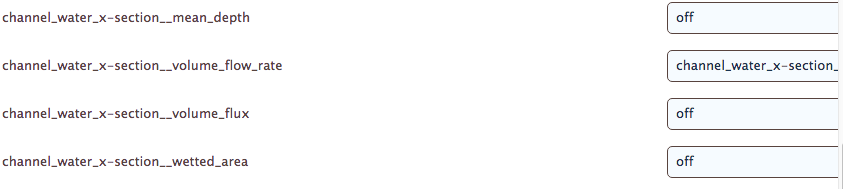 channel_water_x-section__mean_depth off
channel_water_x-section__volume_flow_rate channel_water_x-section_
channel_water_x-section__volume_flux off
channel_water_x-section__wetted_area off